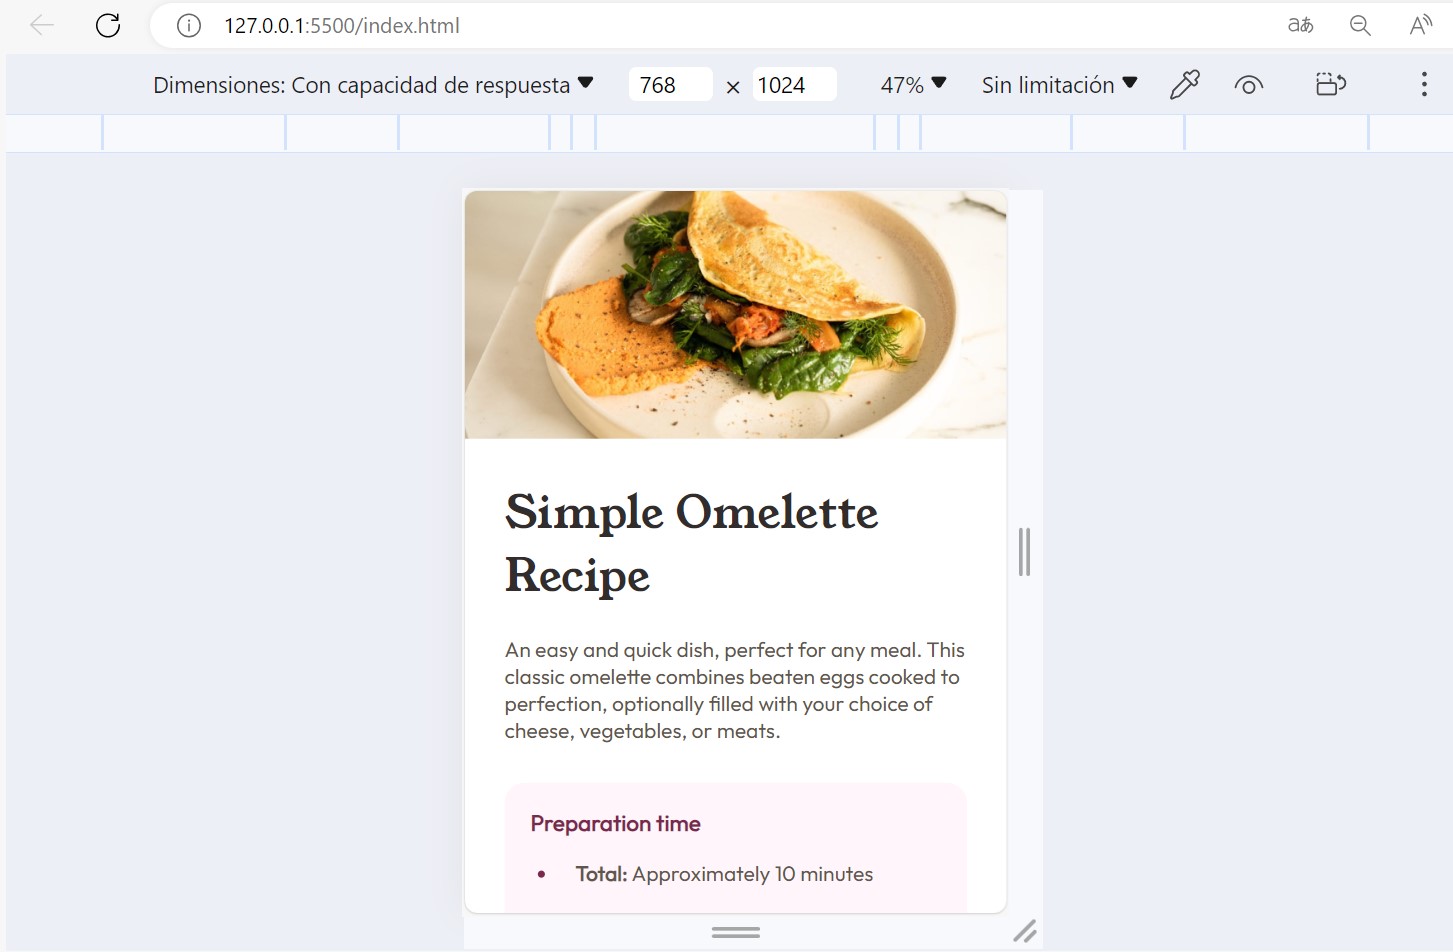 127.0.0.1:5500/index.html
aあ
A
Dimensiones: Con capacidad de respuesta 768 × 1024 47% Sin limitación
Simple Omelette
Recipe
An easy and quick dish, perfect for any meal. This
classic omelette combines beaten eggs cooked to
perfection, optionally filled with your choice of
cheese, vegetables, or meats.
Preparation time
• Total: Approximately 10 minutes